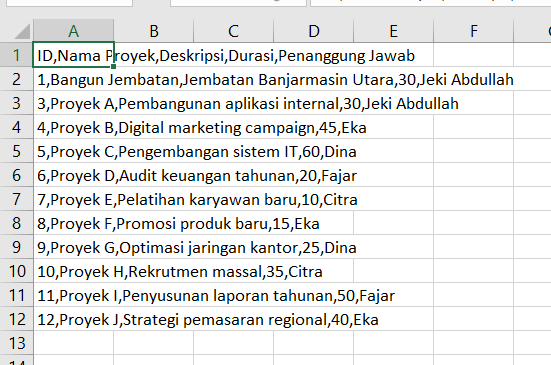 A B C D E F
1 ID,Nama Proyek,Deskripsi,Durasi,Penanggung Jawab
2 1,Bangun Jembatan,Jembatan Banjarmasin Utara,30,Jeki Abdullah
3 3,Proyek A,Pembangunan aplikasi internal,30,Jeki Abdullah
4 4,Proyek B,Digital marketing campaign,45,Eka
5 5,Proyek C,Pengembangan sistem IT,60,Dina
6 6,Proyek D,Audit keuangan tahunan,20,Fajar
7 7,Proyek E,Pelatihan karyawan baru,10,Citra
8 8,Proyek F,Promosi produk baru,15,Eka
9 9,Proyek G,Optimasi jaringan kantor,25,Dina
10 10,Proyek H,Rekrutmen massal,35,Citra
11 11,Proyek I,Penyusunan laporan tahunan,50,Fajar
12 12,Proyek J,Strategi pemasaran regional,40,Eka
13